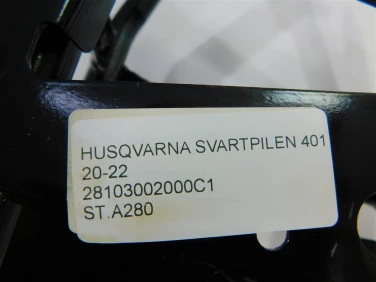 HUSQVARNA SVARTPILEN 401
20-22
28103002000C1
ST.A280